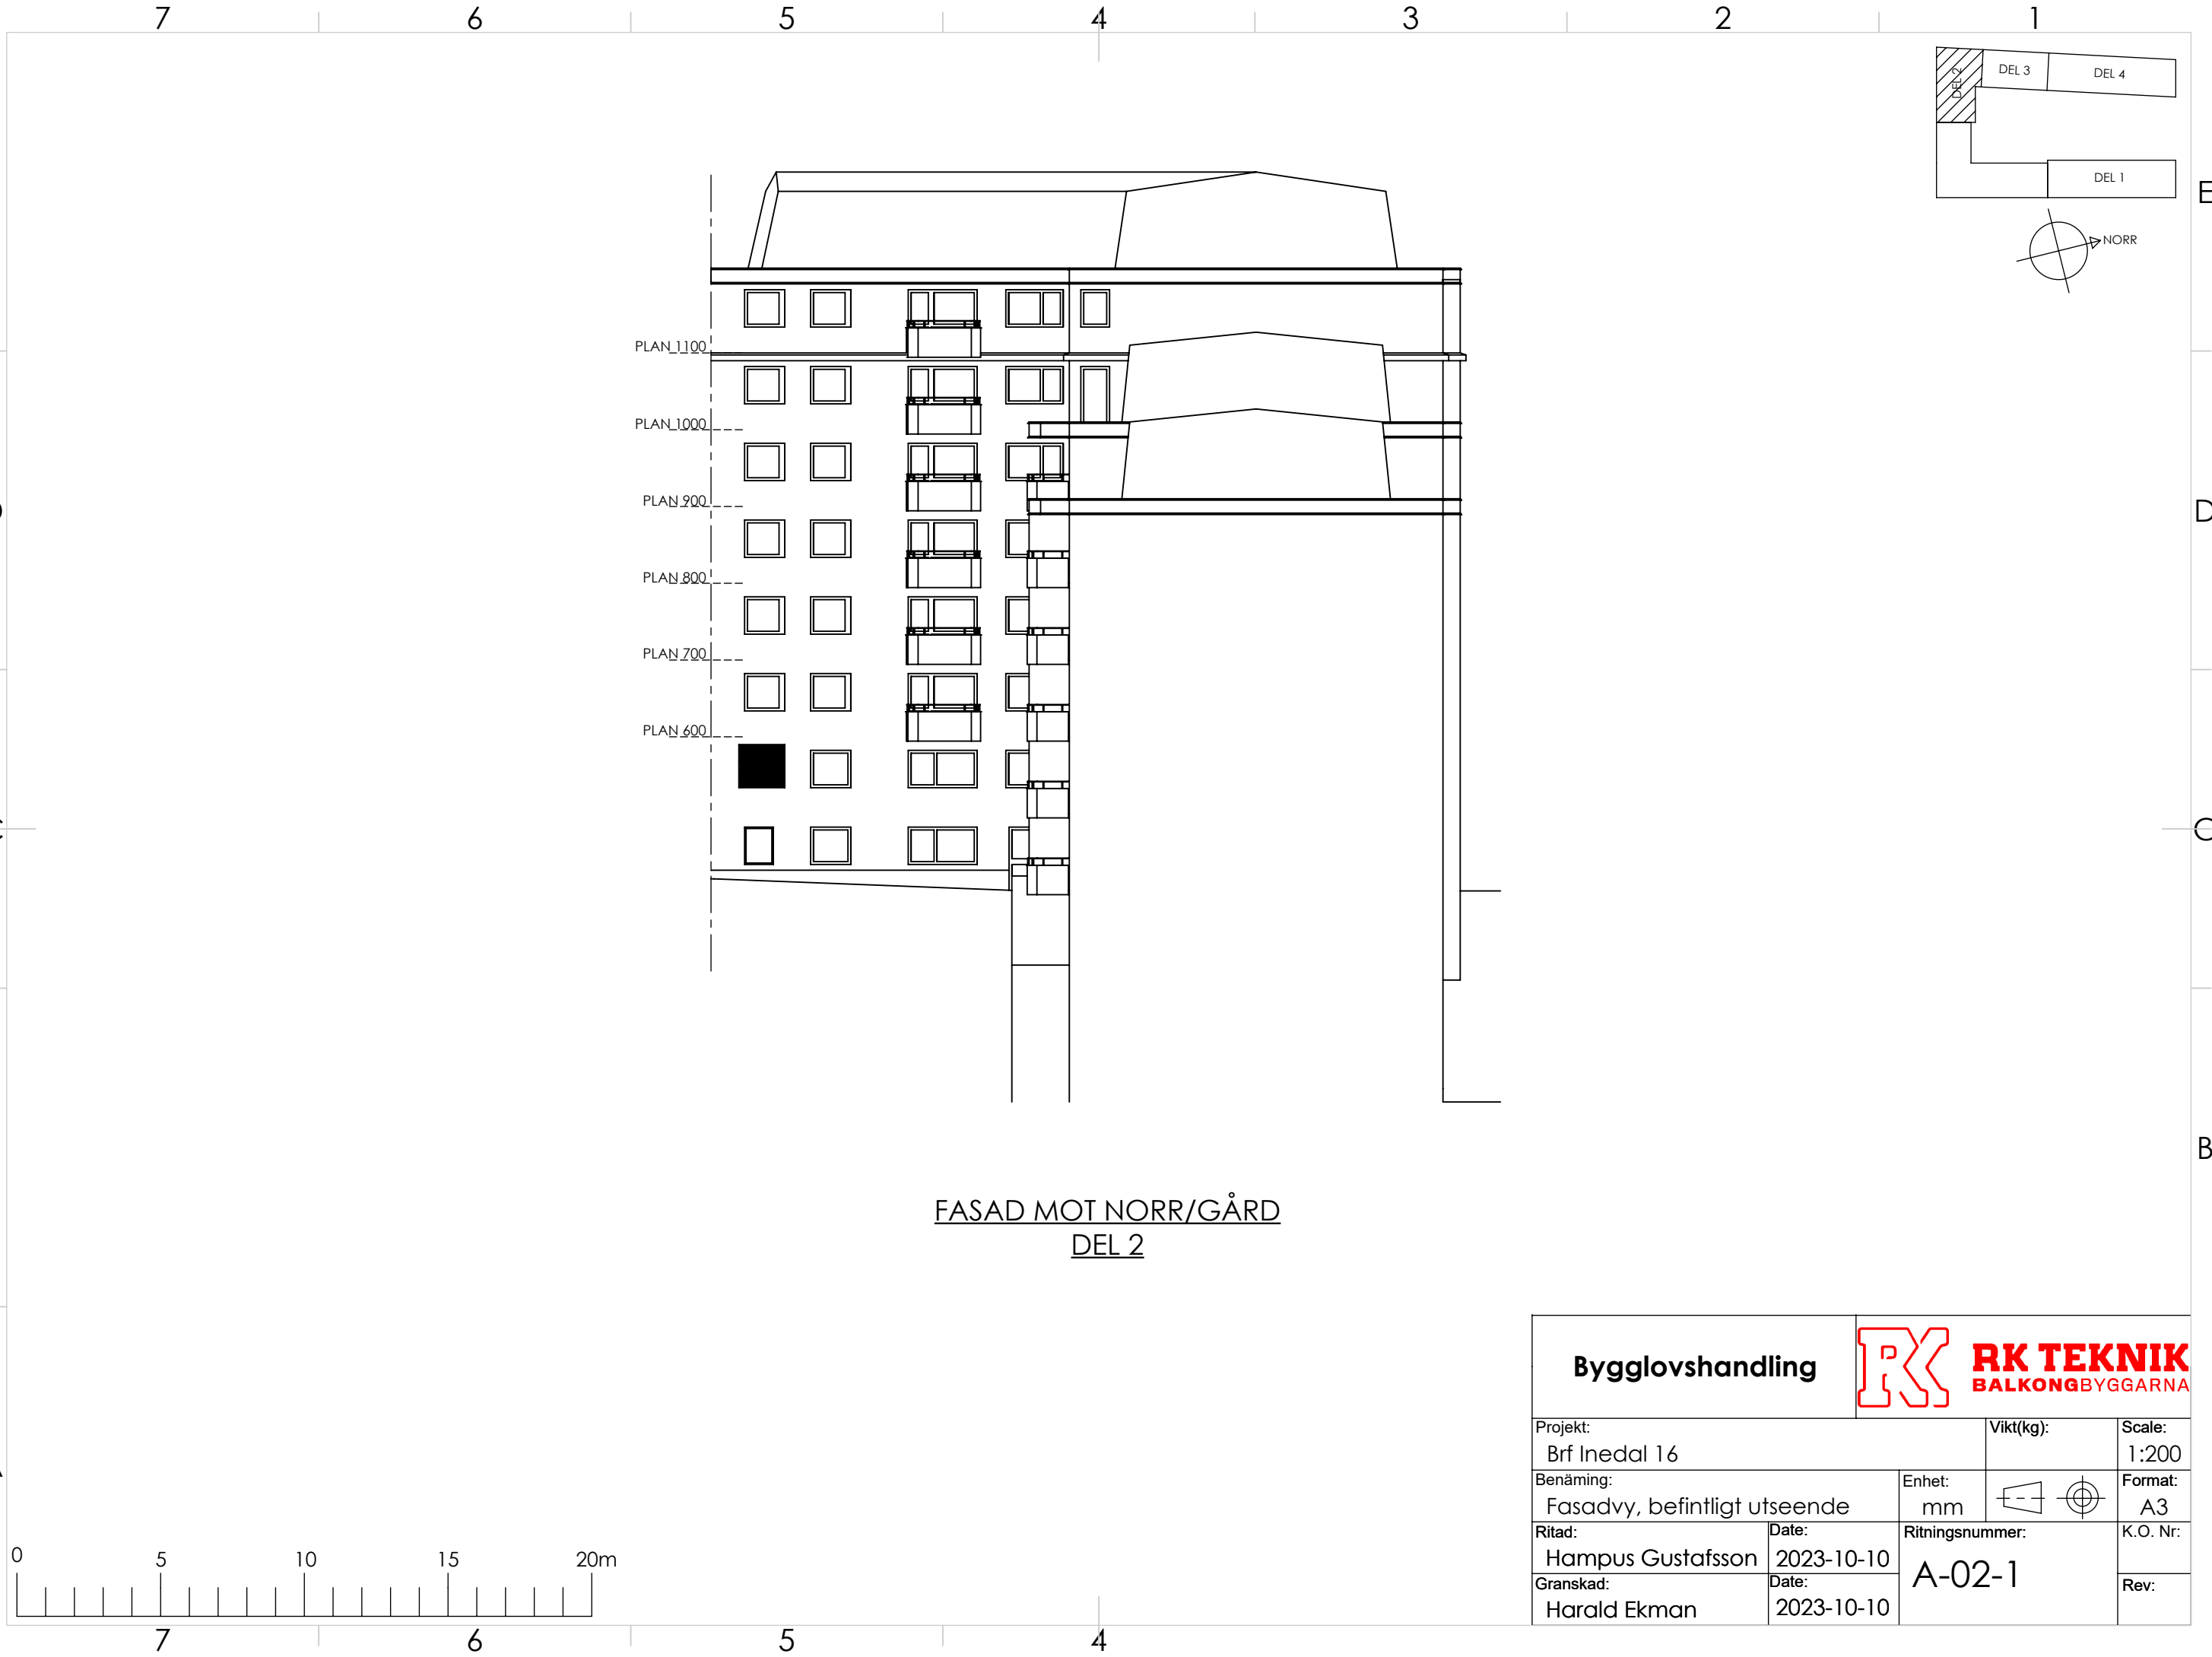 7 6 5 4 3 2 1
DEL 2
DEL 3
DEL 4
DEL 1
E
NORR
PLAN 1100
PLAN 1000
PLAN 900
D
PLAN 800
PLAN 700
PLAN 600
C
B
FASAD MOT NORR/GÅRD
DEL 2
Bygglovshandling
RK
RK TEKNIK
BALKONGBYGGARNA
Projekt:
Brf Inedal 16
Vikt(kg):
Scale:
1:200
Benäming:
Fasadvy, befintligt utseende
Enhet:
mm
Format:
A3
Ritad:
Hampus Gustafsson
Date:
2023-10-10
Ritningsnummer:
A-02-1
K.O. Nr:
Granskad:
Harald Ekman
Date:
2023-10-10
Rev:
0 5 10 15 20m
7 6 5 4